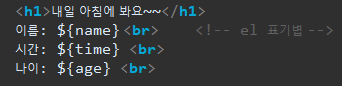 <h1>내일 아침에 봐요~~</h1>
이름: ${name} <br> <!-- el 표기별 -->
시간: ${time} <br>
나이: ${age} <br>